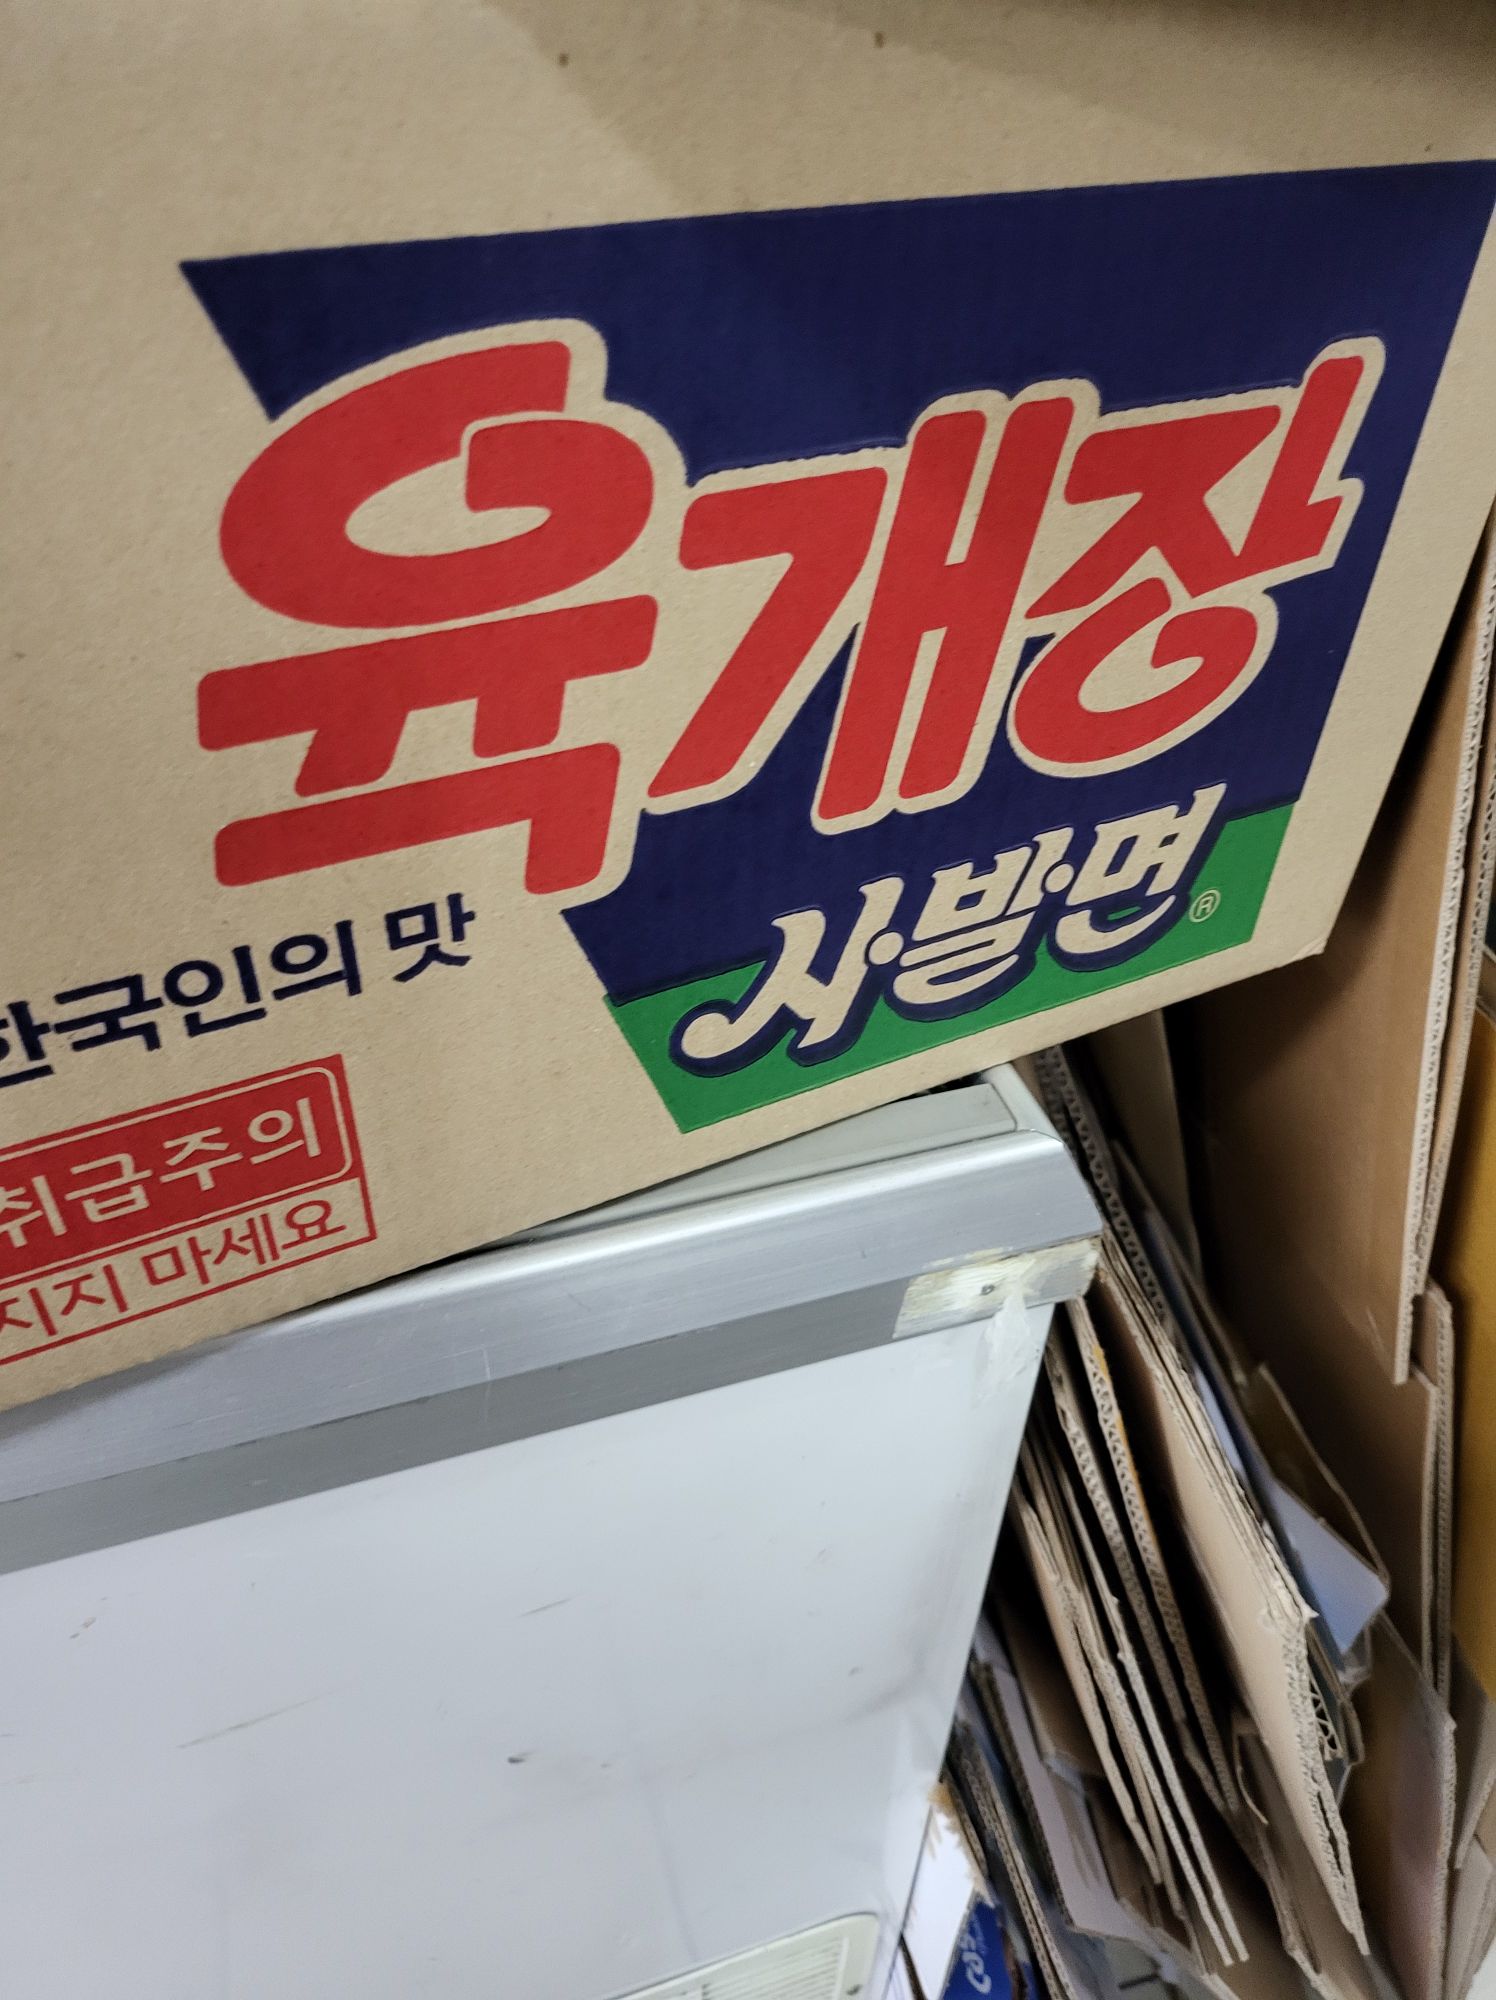 육개장
사·발·면®
한국인의 맛
취급주의
지지 마세요